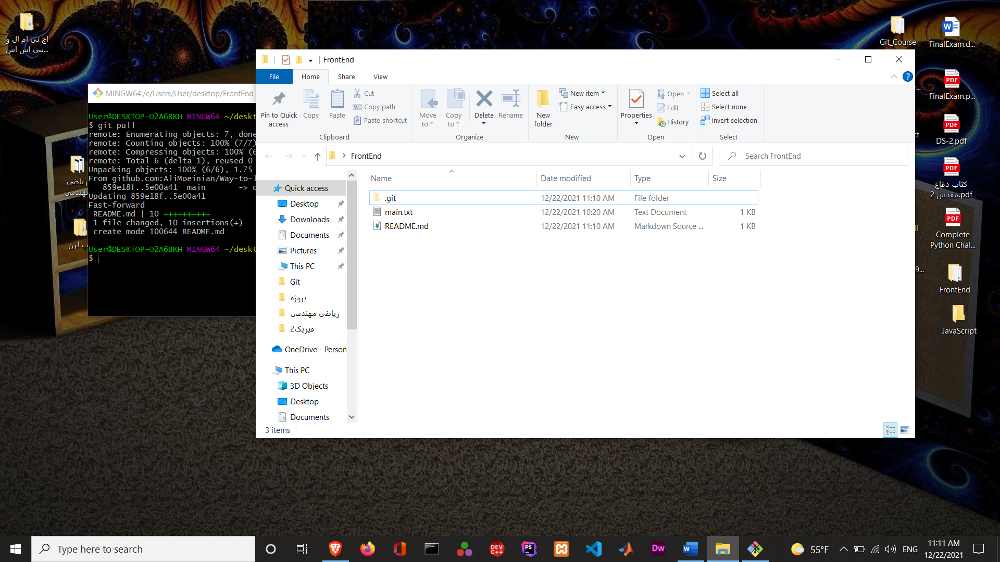 اچ تی ام ال و
سی اس اس...
Git_Course
FinalExam.d...
FinalExam.p...
DS-2.pdf
کتاب دفاع
مقدس 2.pdf
Complete
Python Chal...
FrontEnd
JavaScript
ریاضی
مهندسی
پ لرن
MINGW64:/c/Users/User/desktop/FrontEnd
User@DESKTOP-O2A6BKH MINGW64 ~/deskt
$ git pull
remote: Enumerating objects: 7, done
remote: Counting objects: 100% (7/7)
remote: Compressing objects: 100% (6
remote: Total 6 (delta 1), reused 0
Unpacking objects: 100% (6/6), 1.75
From github.com:AliMoeinian/Way-to-
859e18f..5e00a41 main -> o
Updating 859e18f..5e00a41
Fast-forward
README.md | 10 ++++++++++
1 file changed, 10 insertions(+)
create mode 100644 README.md
User@DESKTOP-O2A6BKH MINGW64 ~/deskt
$
FrontEnd
File Home Share View
Pin to Quick access
Copy
Paste
Cut
Copy path
Paste shortcut
Clipboard
Move to
Copy to
Delete
Rename
Organize
New folder
New item
Easy access
New
Properties
Open
Edit
History
Open
Select all
Select none
Invert selection
Select
FrontEnd
Search FrontEnd
Quick access
Desktop
Downloads
Documents
Pictures
This PC
Git
پروژه
ریاضی مهندسی
فیزیک2
OneDrive - Person
This PC
3D Objects
Desktop
Documents
Name Date modified Type Size
.git 12/22/2021 11:10 AM File folder
main.txt 12/22/2021 10:20 AM Text Document 1 KB
README.md 12/22/2021 11:10 AM Markdown Source ... 1 KB
3 items
Type here to search
DEV C++
PS
Dw
55°F
ENG
11:11 AM
12/22/2021